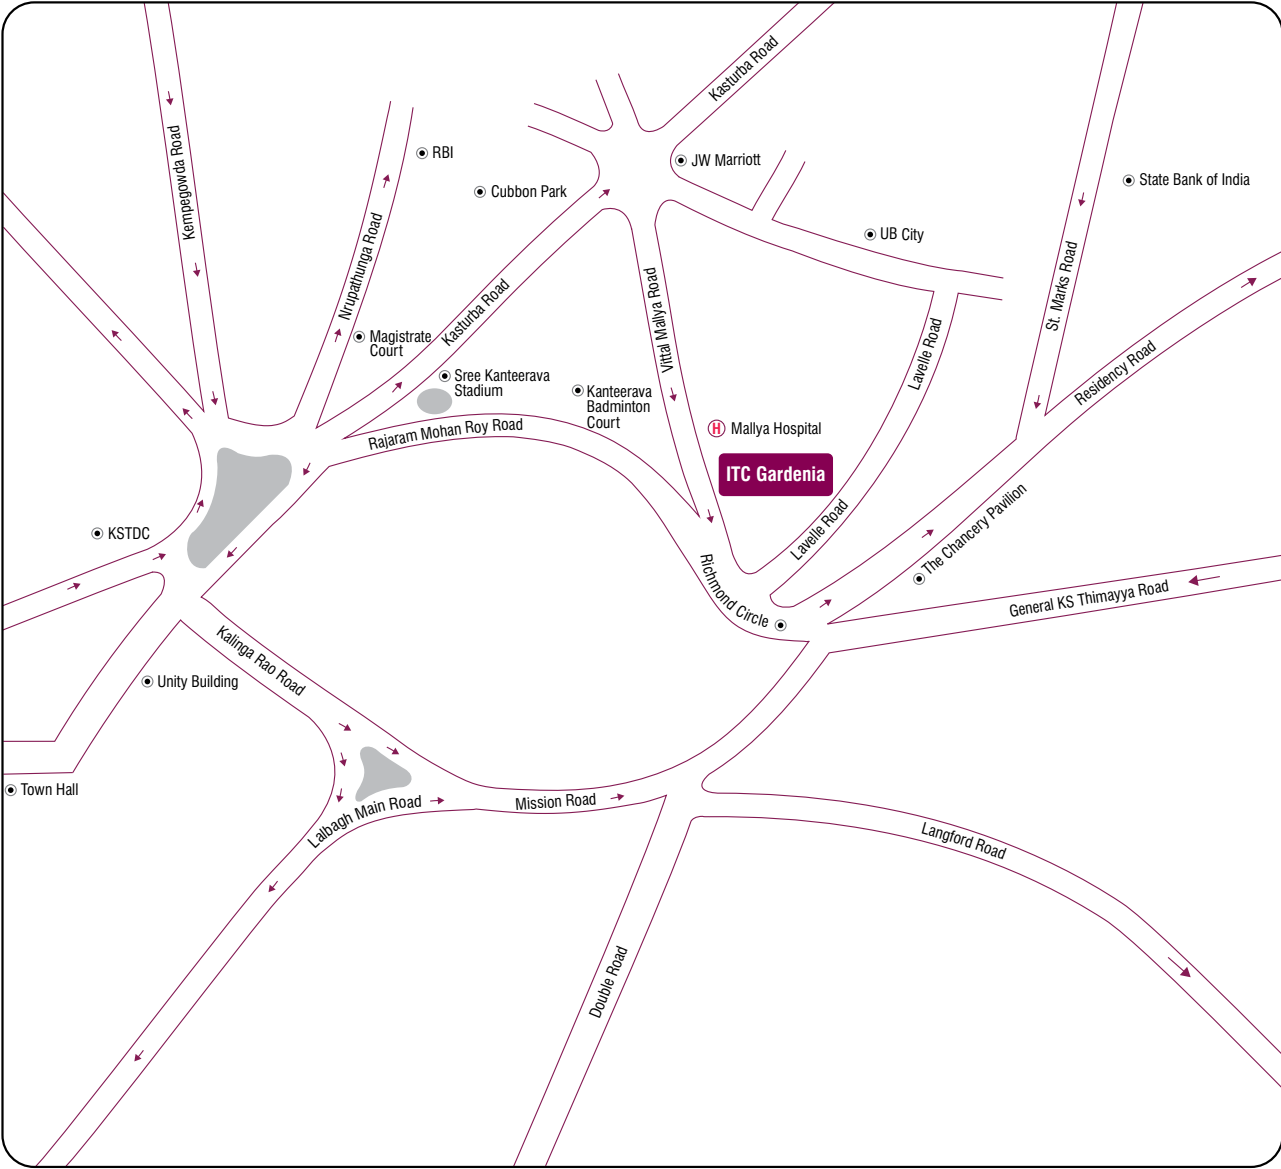 Kasturba Road
Kempegowda Road
RBI
JW Marriott
Cubbon Park
State Bank of India
Nrupathunga Road
UB City
St. Marks Road
Kasturba Road
Vittal Mallya Road
Magistrate
Court
Lavelle Road
Residency Road
Sree Kanteerava
Stadium
Kanteerava
Badminton
Court
Rajaram Mohan Roy Road
H
Mallya Hospital
ITC Gardenia
KSTDC
Lavelle Road
The Chancery Pavilion
Richmond Circle
General KS Thimayya Road
Kalinga Rao Road
Unity Building
Town Hall
Lalbagh Main Road
Mission Road
Langford Road
Double Road